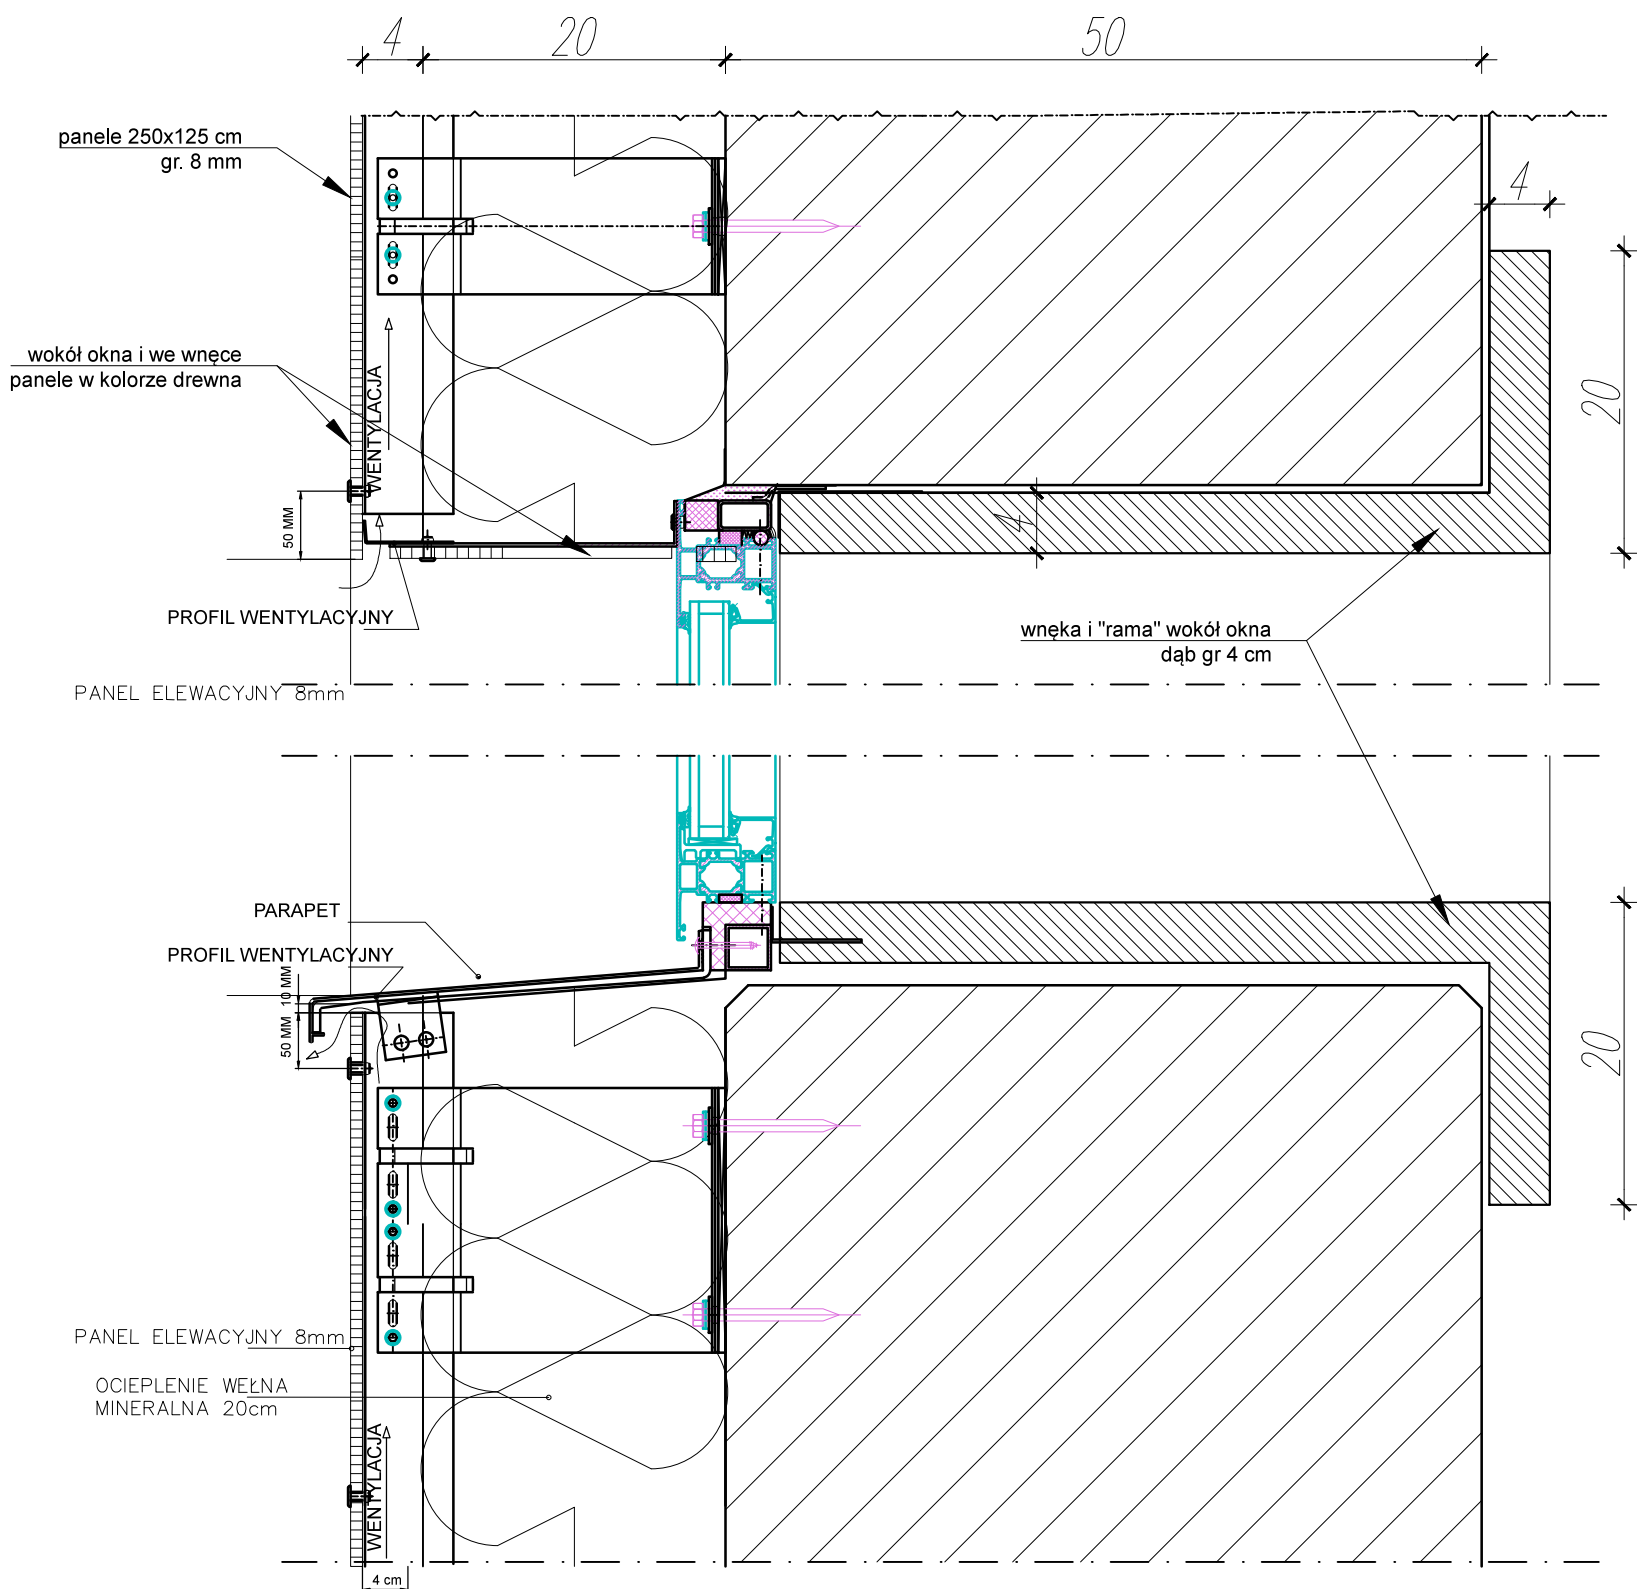 4
20
50
panele 250x125 cm
gr. 8 mm
4
wokół okna i we wnęce
panele w kolorze drewna
WENTYLACJA
20
50 MM
4
PROFIL WENTYLACYJNY
wnęka i "rama" wokół okna
dąb gr 4 cm
PANEL ELEWACYJNY 8mm
PARAPET
PROFIL WENTYLACYJNY
10 MM
50 MM
20
PANEL ELEWACYJNY 8mm
OCIEPLENIE WEŁNA
MINERALNA 20cm
WENTYLACJA
4 cm